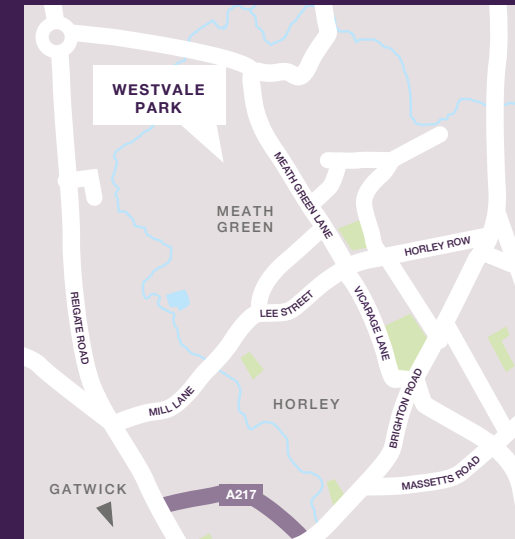 WESTVALE
PARK
MEATH GREEN LANE
MEATH
GREEN
HORLEY ROW
REIGATE ROAD
LEE STREET
VICARAGE LANE
MILL LANE
HORLEY
BRIGHTON ROAD
MASSETTS ROAD
GATWICK
A217